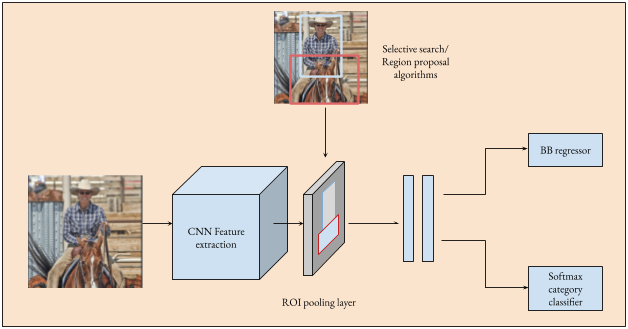 Selective search/
Region proposal
algorithms
BB regressor
CNN Feature
extraction
Softmax
category
classifier
ROI pooling layer